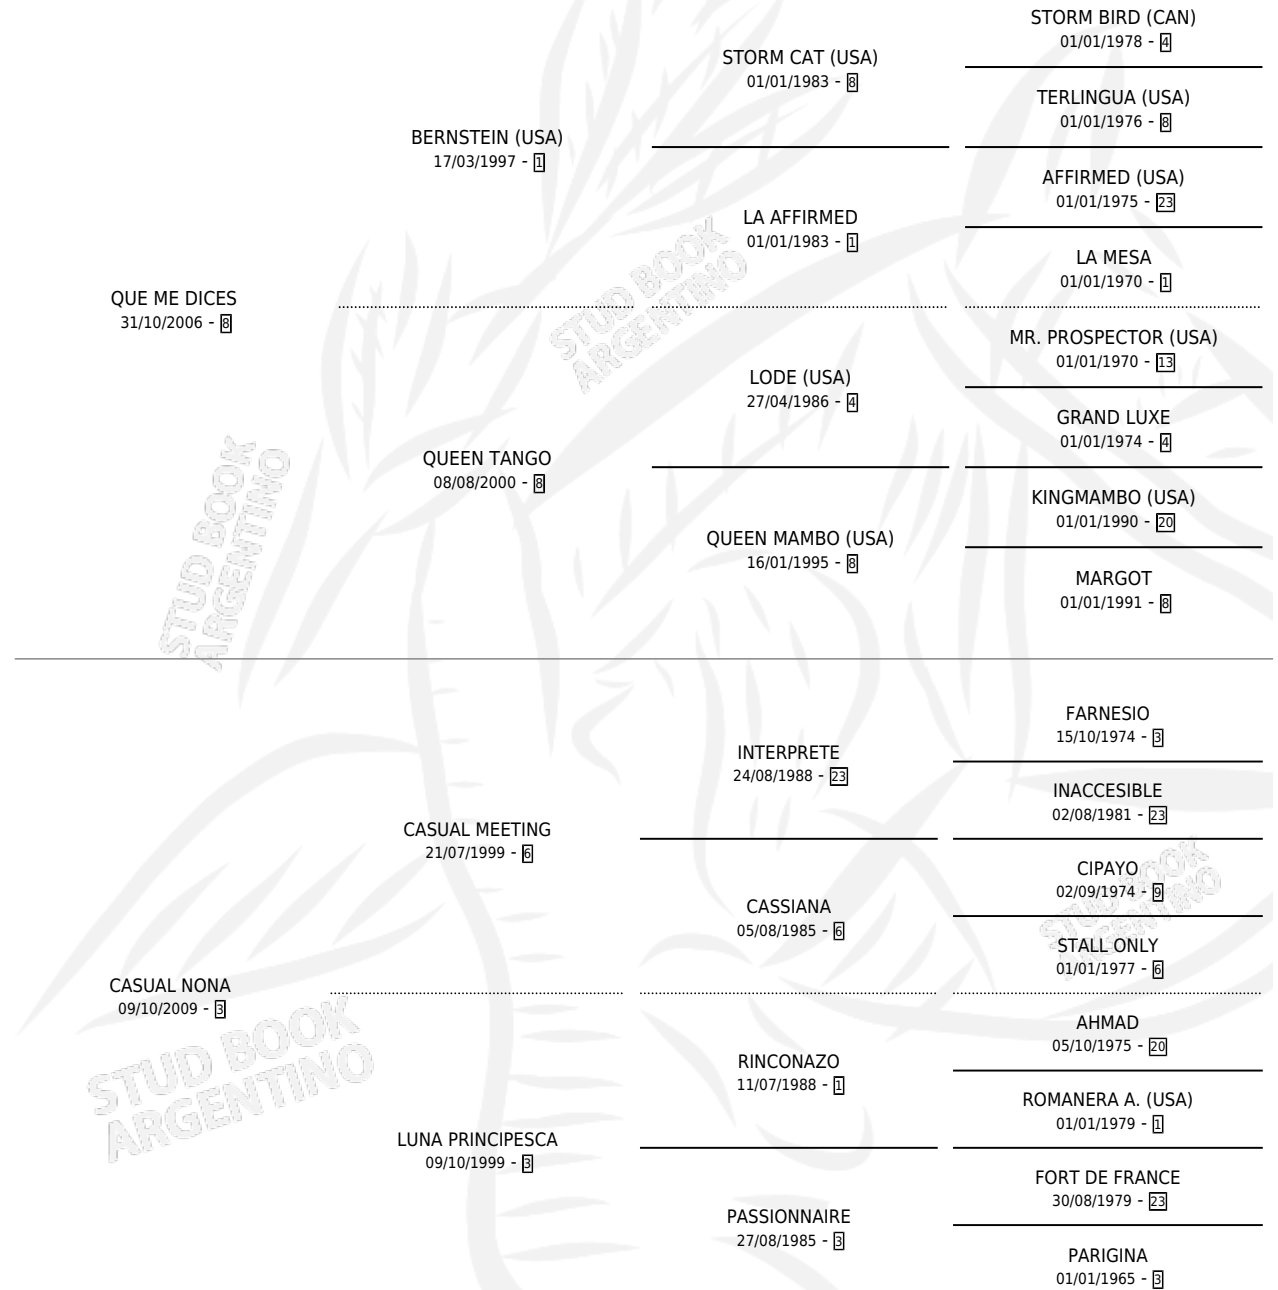 STORM BIRD (CAN)
01/01/1978 - 4
STORM CAT (USA)
01/01/1983 - 8
TERLINGUA (USA)
01/01/1976 - 8
BERNSTEIN (USA)
17/03/1997 - 1
AFFIRMED (USA)
01/01/1975 - 23
LA AFFIRMED
01/01/1983 - 1
LA MESA
01/01/1970 - 1
QUE ME DICES
31/10/2006 - 8
MR. PROSPECTOR (USA)
01/01/1970 - 13
LODE (USA)
27/04/1986 - 4
GRAND LUXE
01/01/1974 - 4
QUEEN TANGO
08/08/2000 - 8
KINGMAMBO (USA)
01/01/1990 - 20
QUEEN MAMBO (USA)
16/01/1995 - 8
MARGOT
01/01/1991 - 8
FARNESIO
15/10/1974 - 3
INTERPRETE
24/08/1988 - 23
INACCESIBLE
02/08/1981 - 23
CASUAL MEETING
21/07/1999 - 6
CIPAYO
02/09/1974 - 9
CASSIANA
05/08/1985 - 6
STALL ONLY
01/01/1977 - 6
CASUAL NONA
09/10/2009 - 3
AHMAD
05/10/1975 - 20
RINCONAZO
11/07/1988 - 1
ROMANERA A. (USA)
01/01/1979 - 1
LUNA PRINCIPESCA
09/10/1999 - 3
FORT DE FRANCE
30/08/1979 - 23
PASSIONNAIRE
27/08/1985 - 3
PARIGINA
01/01/1965 - 3
STUD BOOK
ARGENTINO
STUD BOOK
ARGENTINO
STUD BOOK
ARGENTINO
STUD BOOK
ARGENTINO